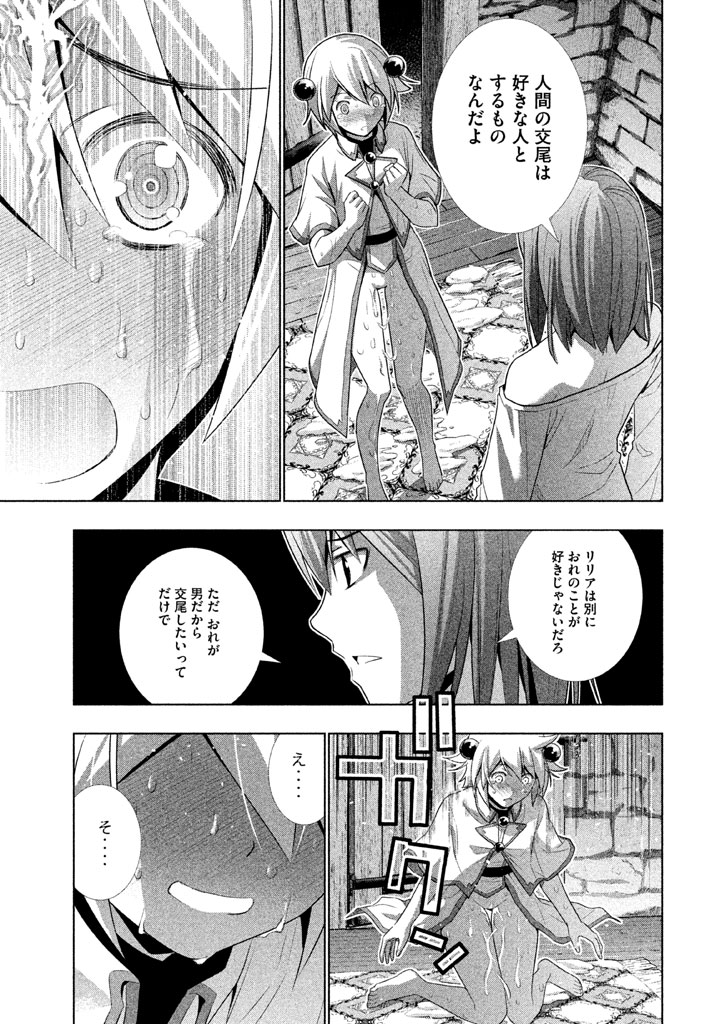 人間の交尾は
好きな人と
するもの
なんだよ
リリアは別に
おれのことが
好きじゃないだろ
ただ おれが
男だから
交尾したいって
だけで
ガクーン
え‥‥
そ‥‥